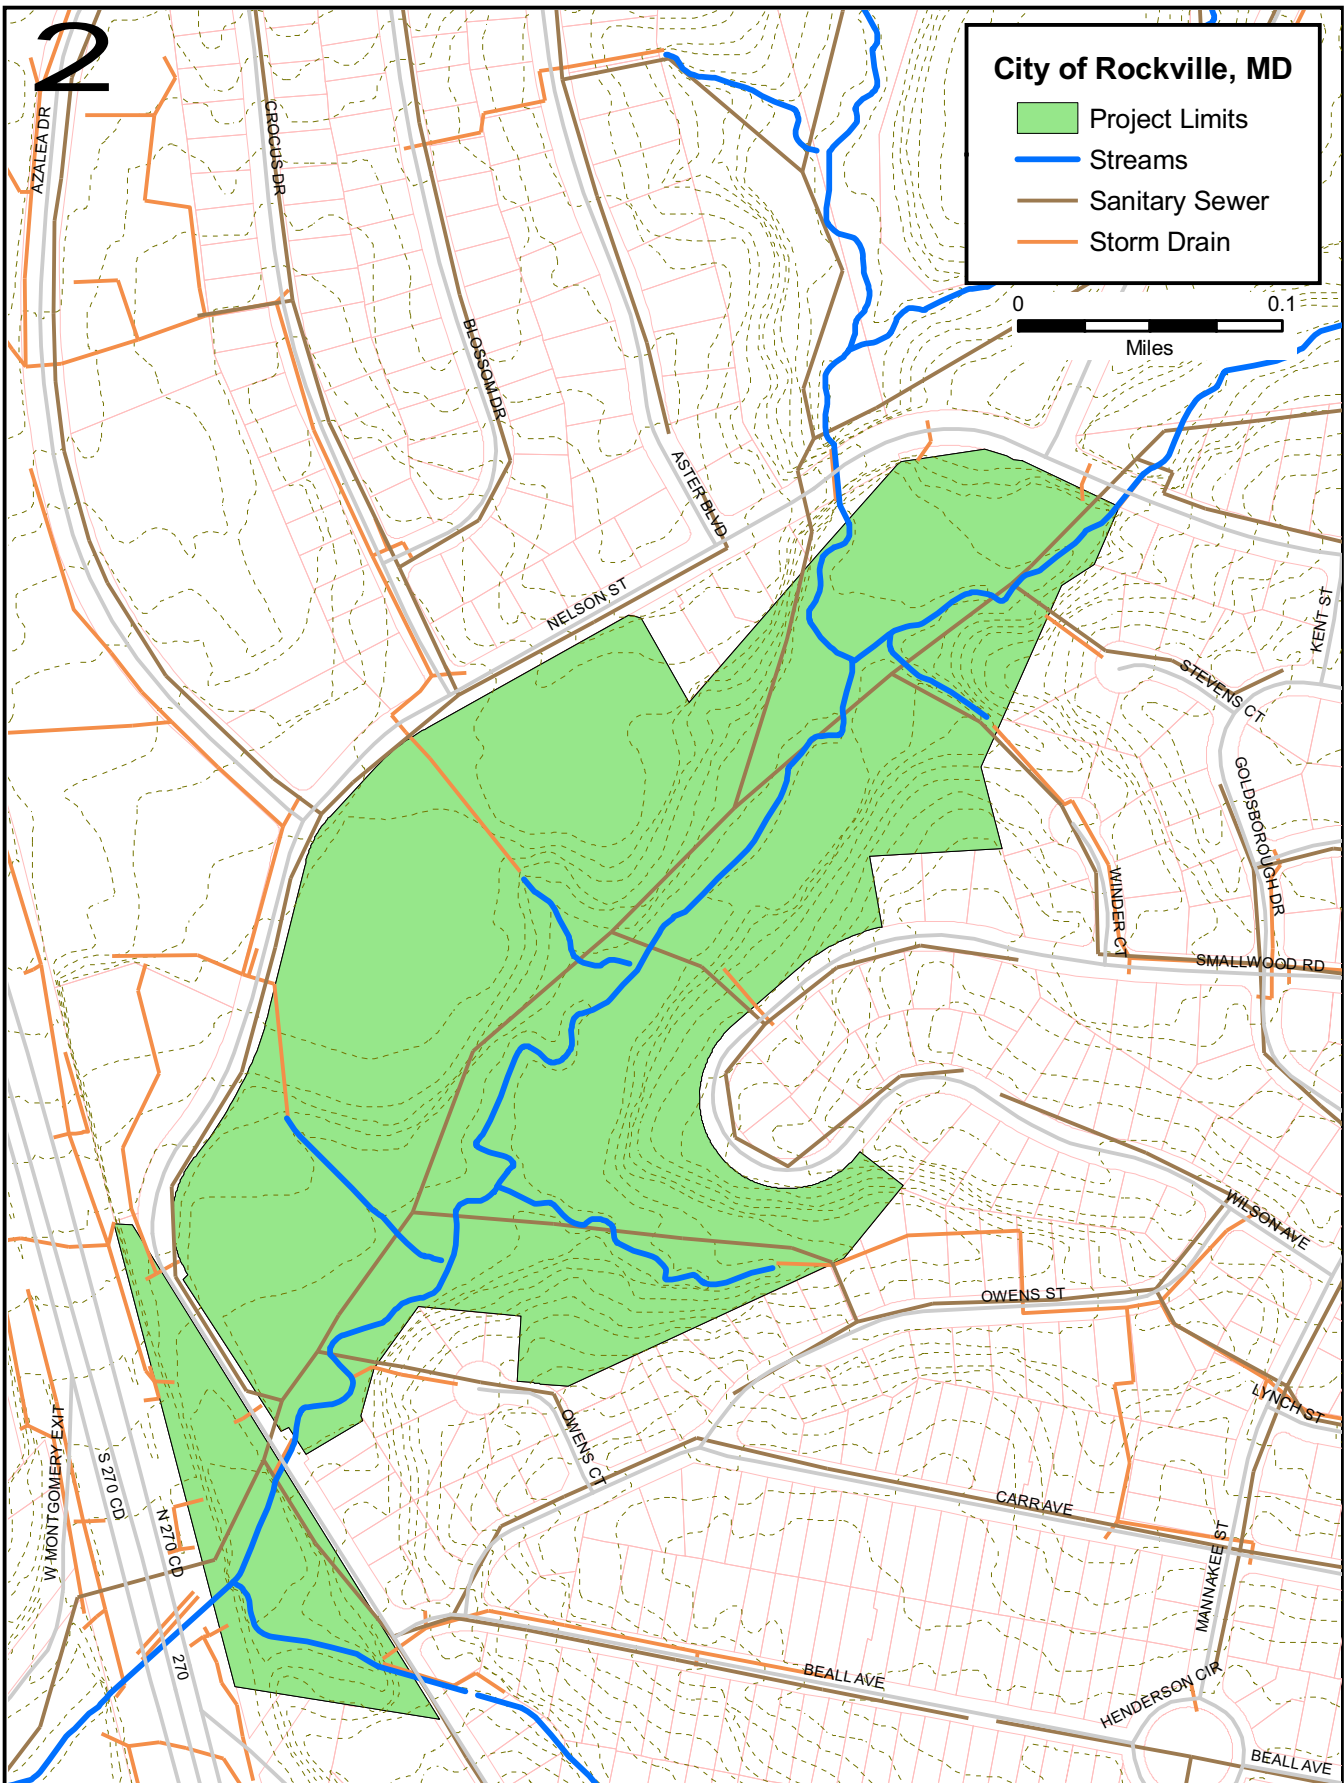 2
City of Rockville, MD
Project Limits
Streams
Sanitary Sewer
Storm Drain
0 0.1
Miles
AZALEA DR
CROCUS DR
BLOSSOM DR
ASTER BLVD
NELSON ST
KENT ST
STEVENS CT
GOLDSBOROUGH DR
WINDER CT
SMALLWOOD RD
WILSON AVE
OWENS ST
LYNCH ST
OWENS CT
W MONTGOMERY EXIT
S 270 CD
N 270 CD
CARR AVE
MANNAKEE ST
270
BEALL AVE
HENDERSON CIR
BEALL AVE